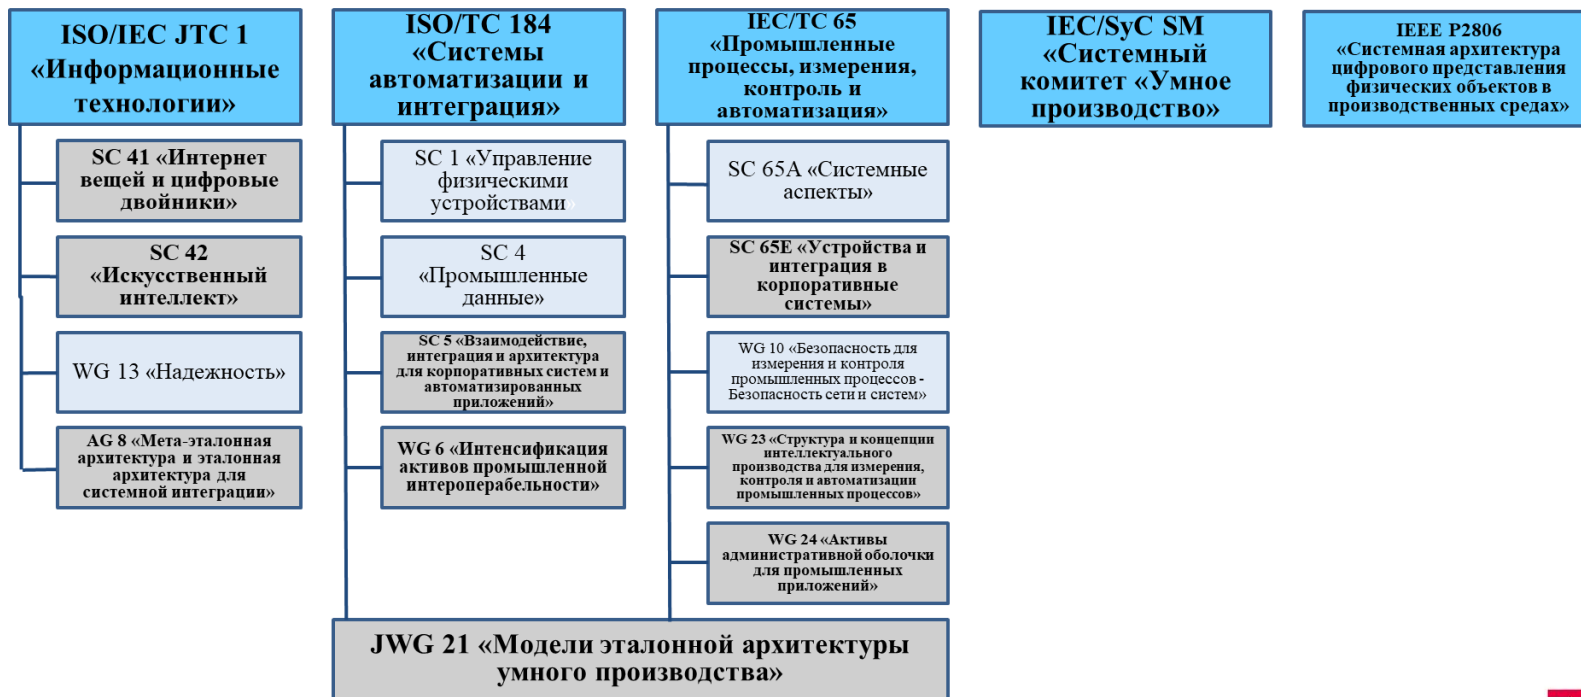 ISO/IEC JTC 1
«Информационные
технологии»
SC 41 «Интернет
вещей и цифровые
двойники»
SC 42
«Искусственный
интеллект»
WG 13 «Надежность»
AG 8 «Мета-эталонная
архитектура и эталонная
архитектура для
системной интеграции»
ISO/TC 184
«Системы
автоматизации и
интеграция»
SC 1 «Управление
физическими
устройствами»
SC 4
«Промышленные
данные»
SC 5 «Взаимодействие,
интеграция и архитектура
для корпоративных систем и
автоматизированных
приложений»
WG 6 «Интенсификация
активов промышленной
интероперабельности»
IEC/TC 65
«Промышленные
процессы, измерения,
контроль и
автоматизация»
SC 65A «Системные
аспекты»
SC 65E «Устройства и
интеграция в
корпоративные
системы»
WG 10 «Безопасность для
измерения и контроля
промышленных процессов -
Безопасность сети и систем»
WG 23 «Структура и концепции
интеллектуального
производства для измерения,
контроля и автоматизации
промышленных процессов»
WG 24 «Активы
административной оболочки
для промышленных
приложений»
JWG 21 «Модели эталонной архитектуры
умного производства»
IEC/SyC SM
«Системный
комитет «Умное
производство»
IEEE P2806
«Системная архитектура
цифрового представления
физических объектов в
производственных средах»